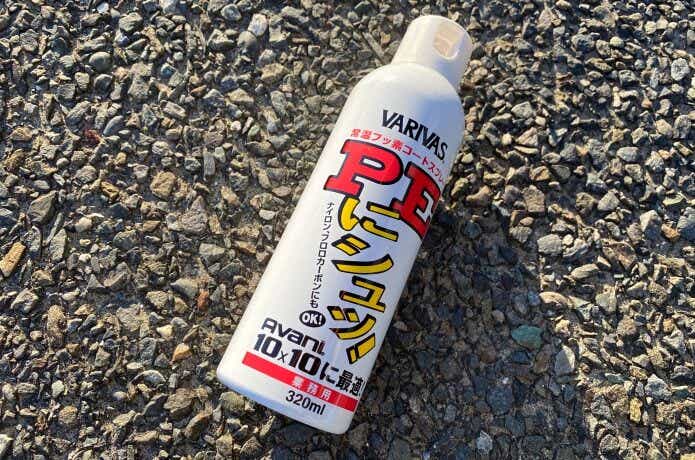 VARIVAS
常温フッ素コートスプレー
PE
にシュッ!
ナイロン、フロロカーボンにも
OK!
Avani
10×10に最適!
業務用
320ml